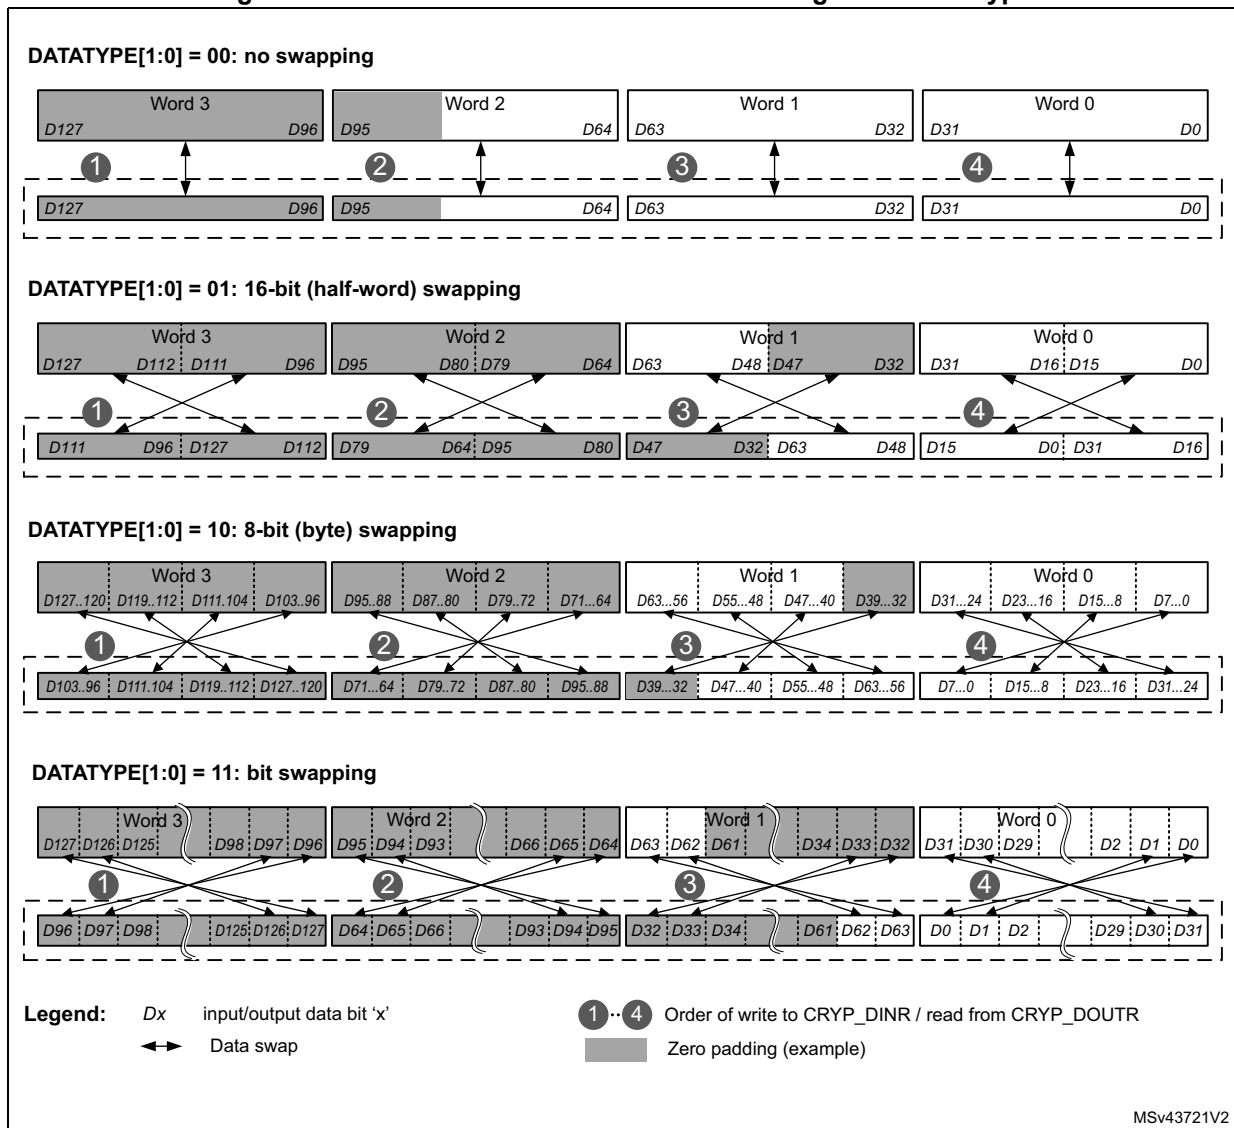 DATATYPE[1:0] = 00: no swapping
Word 3 Word 2 Word 1 Word 0
D127 D96 D95 D64 D63 D32 D31 D0
1 2 3 4
D127 D96 D95 D64 D63 D32 D31 D0
DATATYPE[1:0] = 01: 16-bit (half-word) swapping
Word 3 Word 2 Word 1 Word 0
D127 D112 D111 D96 D95 D80 D79 D64 D63 D48 D47 D32 D31 D16 D15 D0
1 2 3 4
D111 D96 D127 D112 D79 D64 D95 D80 D47 D32 D63 D48 D15 D0 D31 D16
DATATYPE[1:0] = 10: 8-bit (byte) swapping
Word 3 Word 2 Word 1 Word 0
D127..120 D119..112 D111.104 D103..96 D95..88 D87..80 D79..72 D71...64 D63...56 D55...48 D47...40 D39...32 D31...24 D23...16 D15...8 D7...0
1 2 3 4
D103..96 D111.104 D119..112 D127..120 D71...64 D79..72 D87..80 D95..88 D39...32 D47...40 D55...48 D63...56 D7...0 D15...8 D23...16 D31...24
DATATYPE[1:0] = 11: bit swapping
Word 3 Word 2 Word 1 Word 0
D127 D126 D125 D98 D97 D96 D95 D94 D93 D66 D65 D64 D63 D62 D61 D34 D33 D32 D31 D30 D29 D2 D1 D0
1 2 3 4
D96 D97 D98 D125 D126 D127 D64 D65 D66 D93 D94 D95 D32 D33 D34 D61 D62 D63 D0 D1 D2 D29 D30 D31
Legend: Dx input/output data bit ‘x’ 1 ·· 4 Order of write to CRYP_DINR / read from CRYP_DOUTR
Data swap Zero padding (example)
MSv43721V2